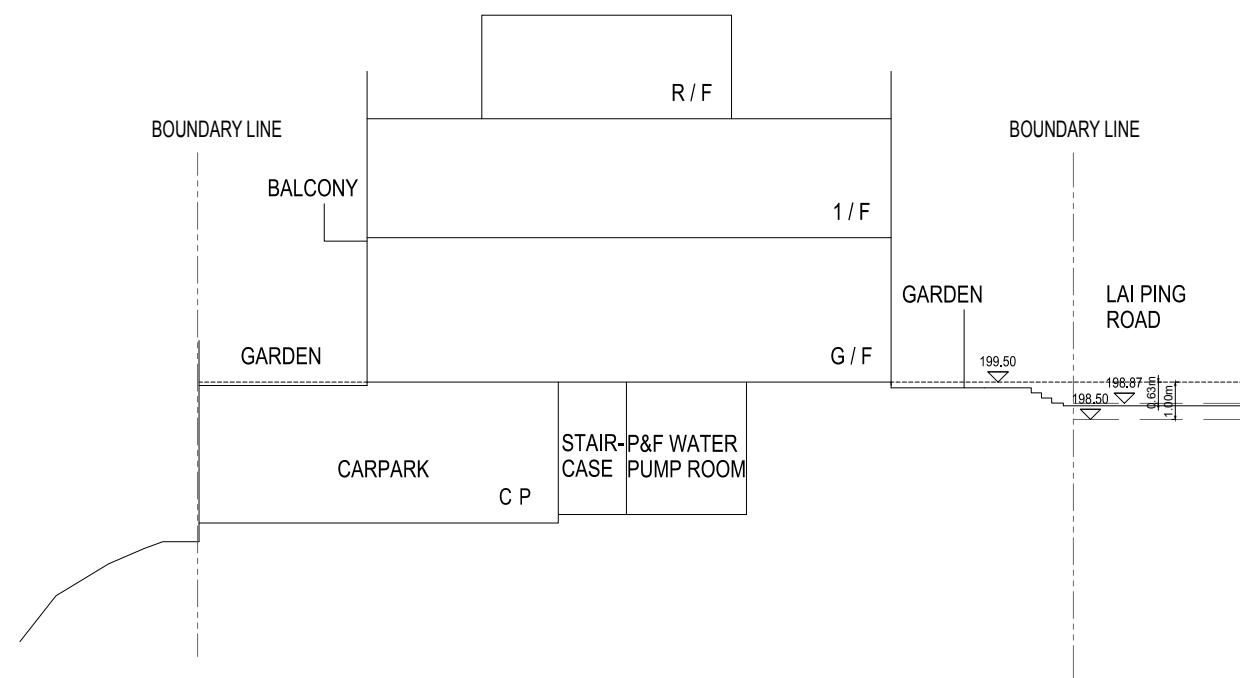 R / F
BOUNDARY LINE
BOUNDARY LINE
BALCONY
1 / F
GARDEN
LAI PING
ROAD
GARDEN
G / F
199.50
198.87
198.50
0.63m
1.00m
STAIR-
CASE
P&F WATER
PUMP ROOM
CARPARK
C P